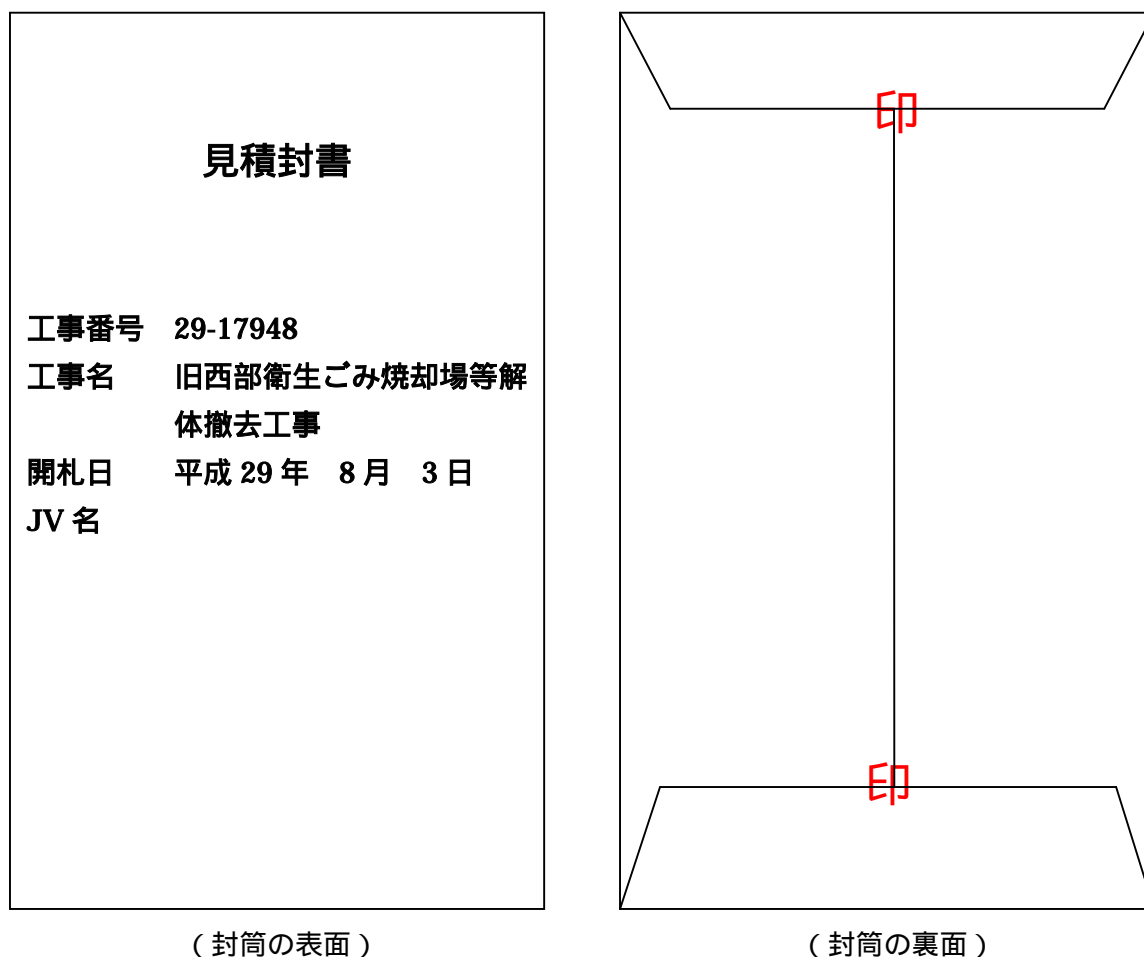 見積封書
工事番号　29-17948
工事名　　旧西部衛生ごみ焼却場等解
体撤去工事
開札日　　平成 29 年　8 月　3 日
JV 名
（封筒の表面）
印
印
（封筒の裏面）